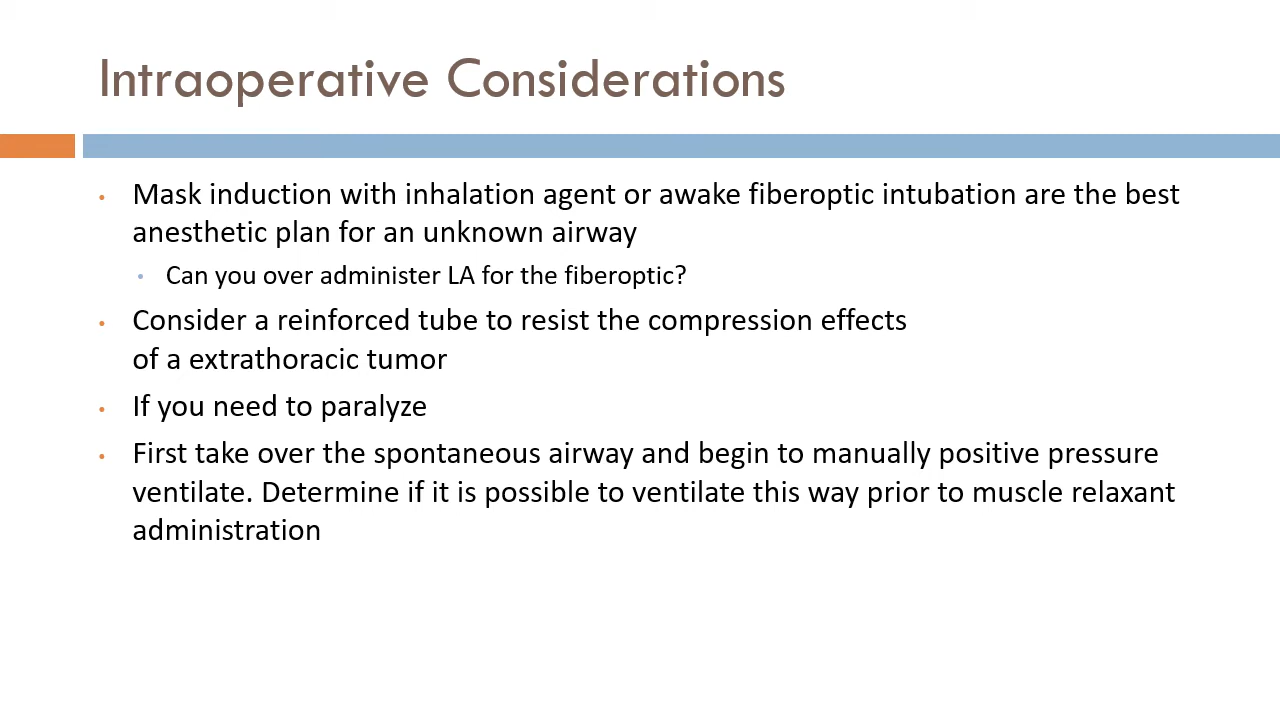 Intraoperative Considerations
• Mask induction with inhalation agent or awake fiberoptic intubation are the best
anesthetic plan for an unknown airway
• Can you over administer LA for the fiberoptic?
• Consider a reinforced tube to resist the compression effects
of a extrathoracic tumor
• If you need to paralyze
• First take over the spontaneous airway and begin to manually positive pressure
ventilate. Determine if it is possible to ventilate this way prior to muscle relaxant
administration